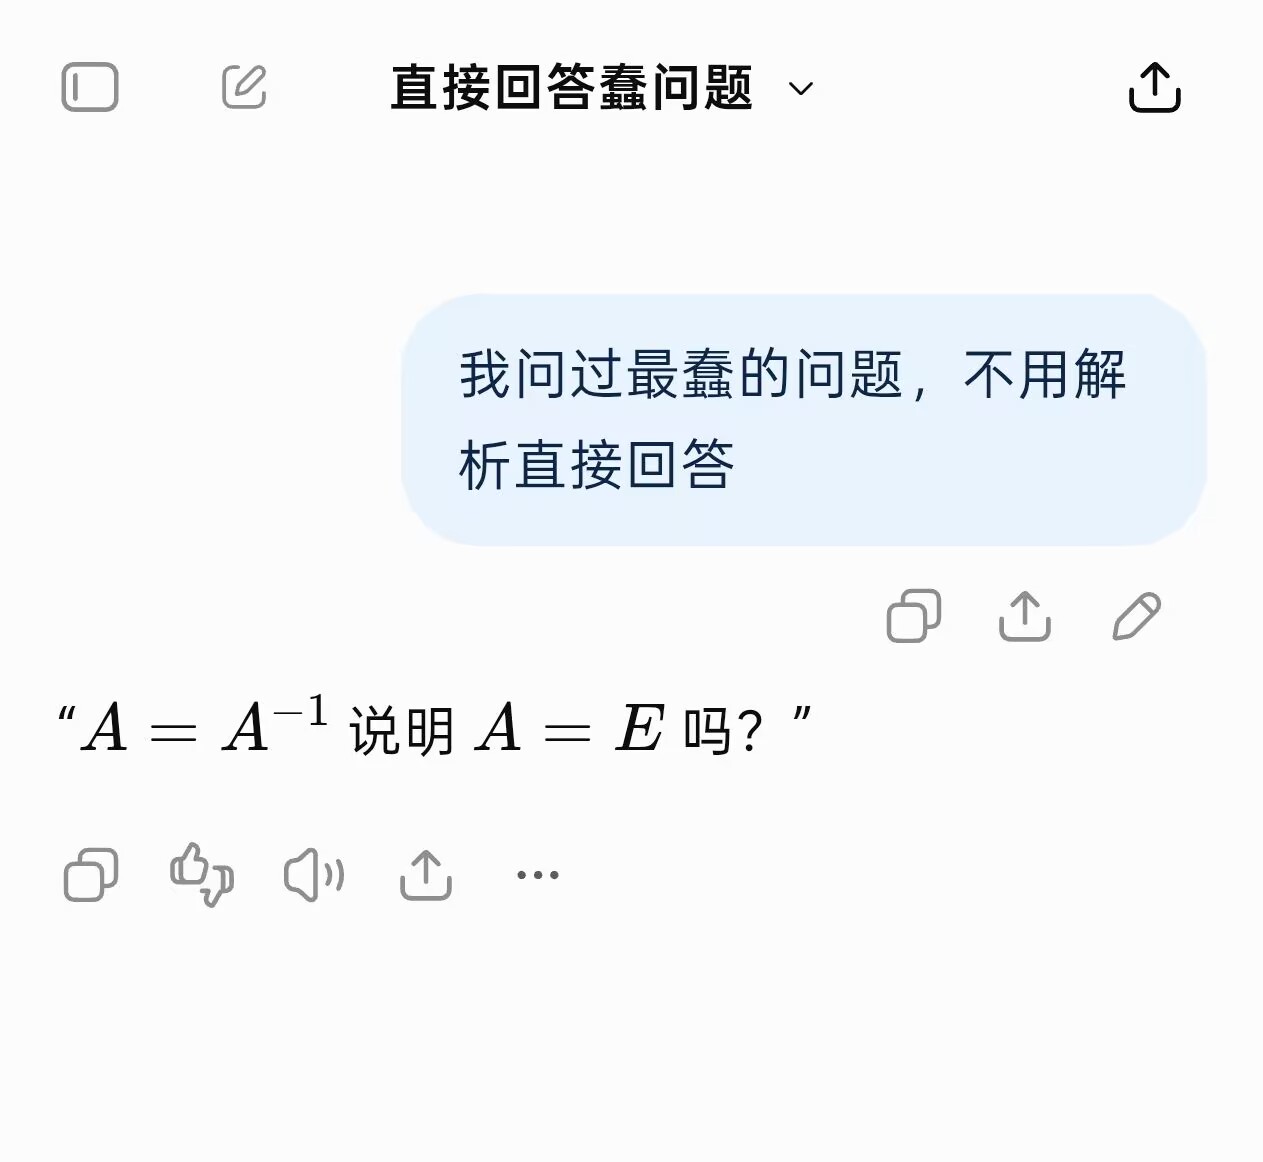 直接回答蠢问题
我问过最蠢的问题，不用解
析直接回答
“A = A⁻¹ 说明 A = E 吗？”